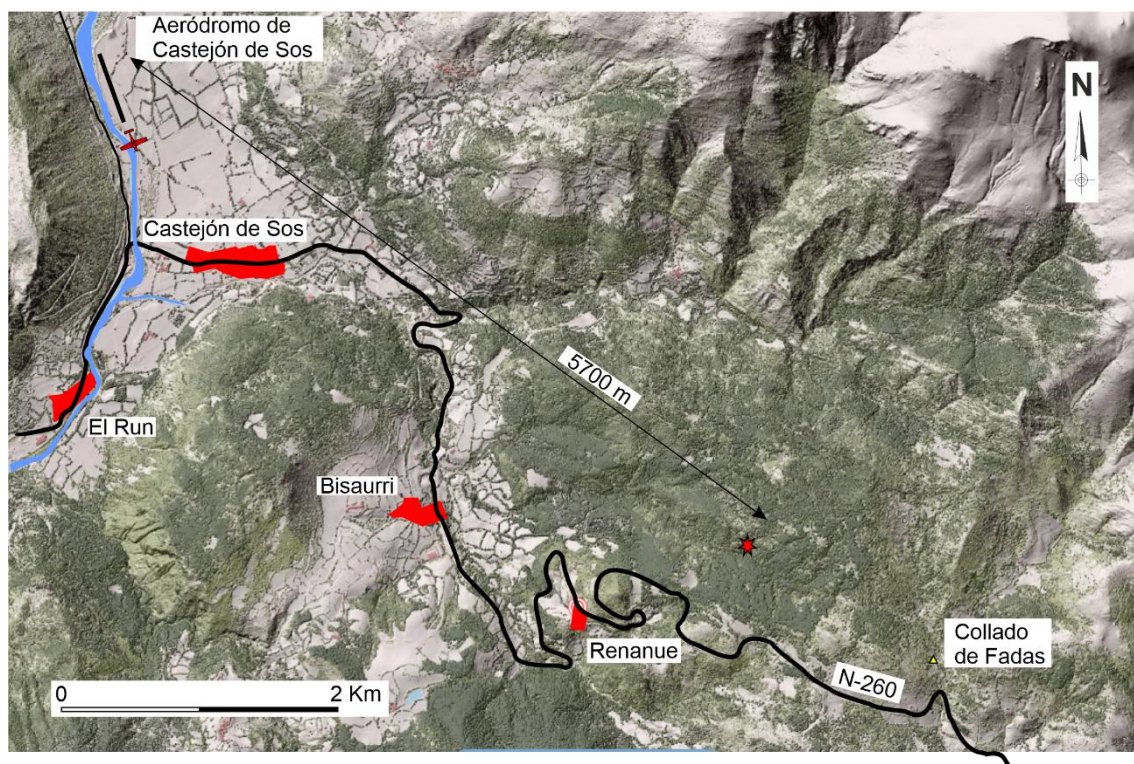 Aeródromo de
Castejón de Sos
N
Castejón de Sos
5700 m
El Run
Bisaurri
Renanue
Collado
de Fadas
N-260
0 2 Km